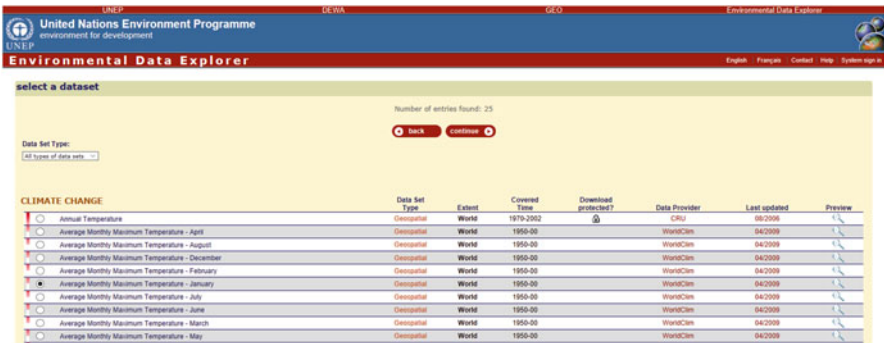 UNEP DEWA GEO Environmental Data Explorer
United Nations Environment Programme
environment for development
UNEP
Environmental Data Explorer English Français Contact Help System sign in
select a dataset
Number of entries found: 25
back continue
Data Set Type:
All types of data sets
CLIMATE CHANGE Data Set Type Extent Covered Time Download protected? Data Provider Last updated Preview
Annual Temperature Geospatial World 1970-2002 CRU 08/2006
Average Monthly Maximum Temperature - April Geospatial World 1950-00 WorldClim 04/2009
Average Monthly Maximum Temperature - August Geospatial World 1950-00 WorldClim 04/2009
Average Monthly Maximum Temperature - December Geospatial World 1950-00 WorldClim 04/2009
Average Monthly Maximum Temperature - February Geospatial World 1950-00 WorldClim 04/2009
Average Monthly Maximum Temperature - January Geospatial World 1950-00 WorldClim 04/2009
Average Monthly Maximum Temperature - July Geospatial World 1950-00 WorldClim 04/2009
Average Monthly Maximum Temperature - June Geospatial World 1950-00 WorldClim 04/2009
Average Monthly Maximum Temperature - March Geospatial World 1950-00 WorldClim 04/2009
Average Monthly Maximum Temperature - May Geospatial World 1950-00 WorldClim 04/2009